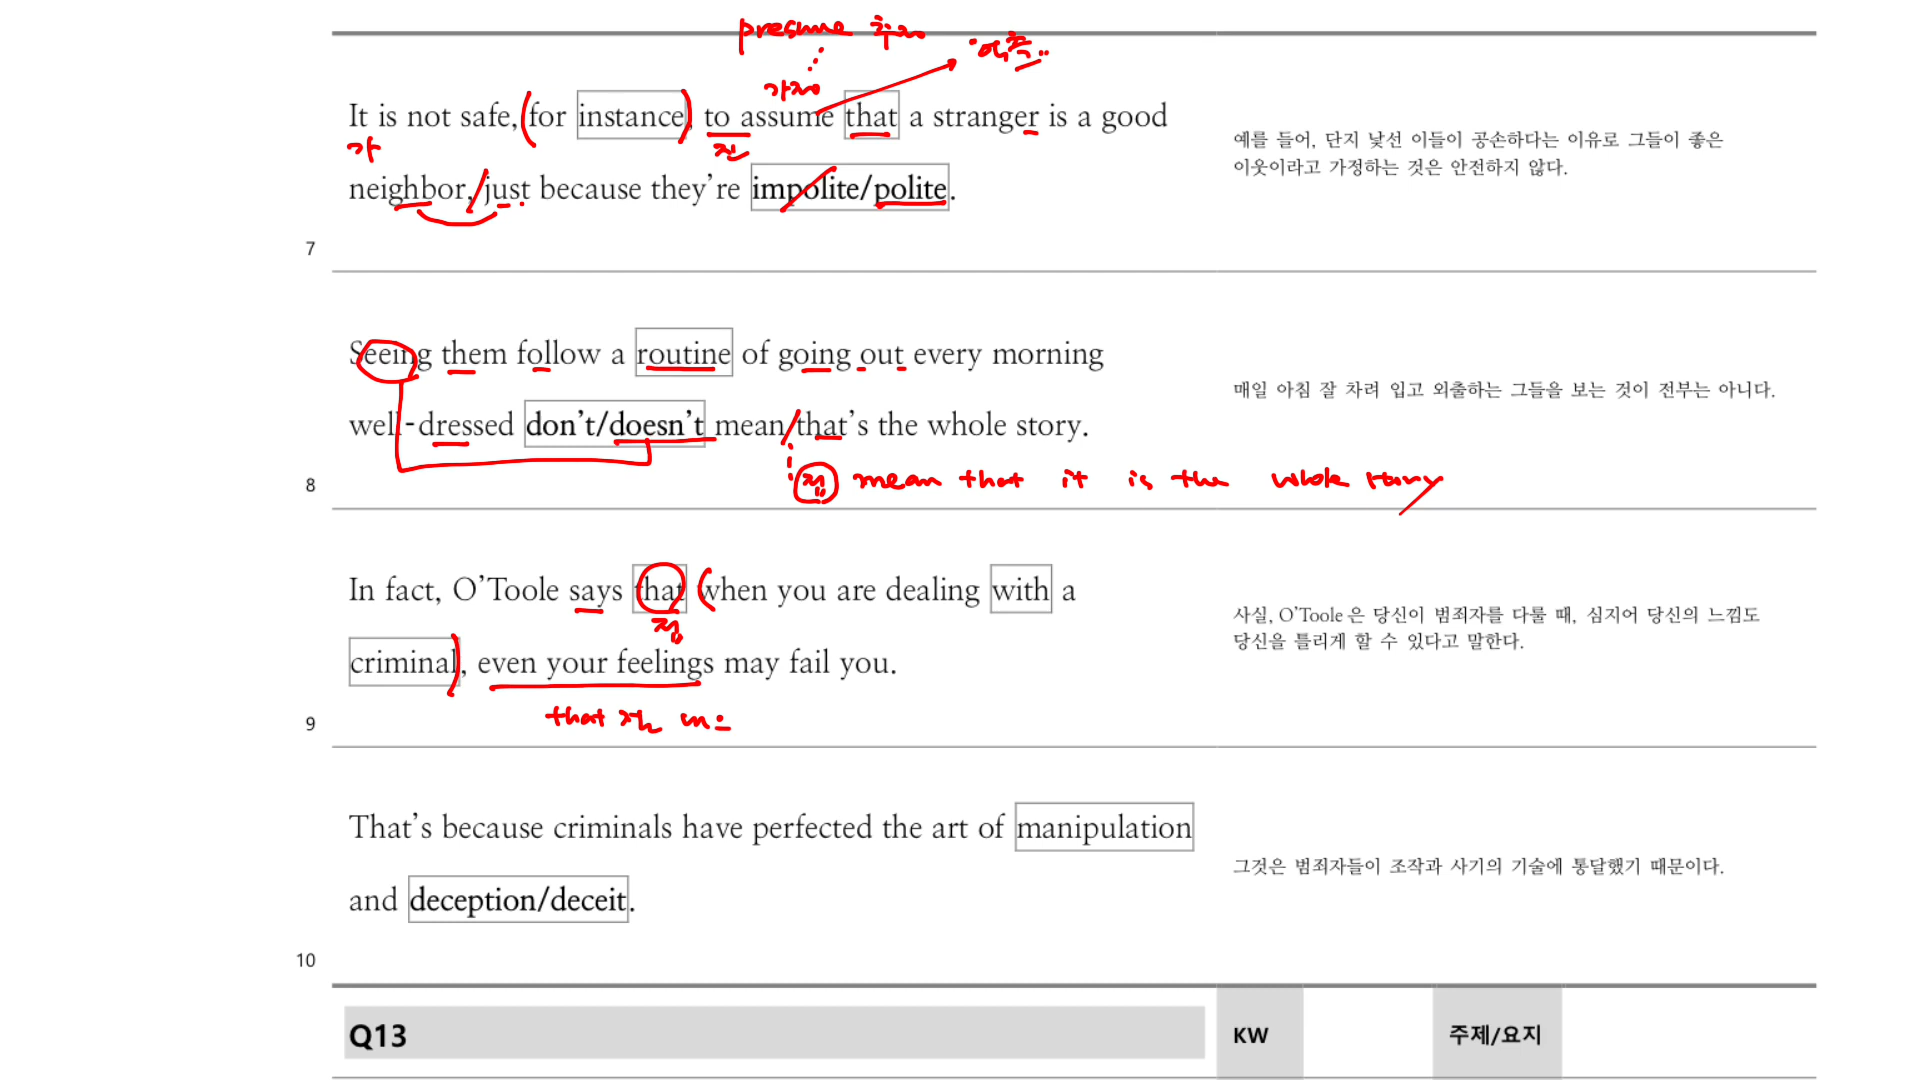 presume 추정
가정
예측
It is not safe, for instance, to assume that a stranger is a good
가
진
neighbor, just because they're impolite/polite.
예를 들어, 단지 낯선 이들이 공손하다는 이유로 그들이 좋은
이웃이라고 가정하는 것은 안전하지 않다.
7
Seeing them follow a routine of going out every morning
well-dressed don't/doesn't mean that's the whole story.
매일 아침 잘 차려 입고 외출하는 그들을 보는 것이 전부는 아니다.
접 mean that it is the whole story
8
In fact, O'Toole says that when you are dealing with a
접
criminal, even your feelings may fail you.
사실, O'Toole은 당신이 범죄자를 다룰 때, 심지어 당신의 느낌도
당신을 틀리게 할 수 있다고 말한다.
that
9
That's because criminals have perfected the art of manipulation
and deception/deceit.
그것은 범죄자들이 조작과 사기의 기술에 통달했기 때문이다.
10
Q13 KW 주제/요지